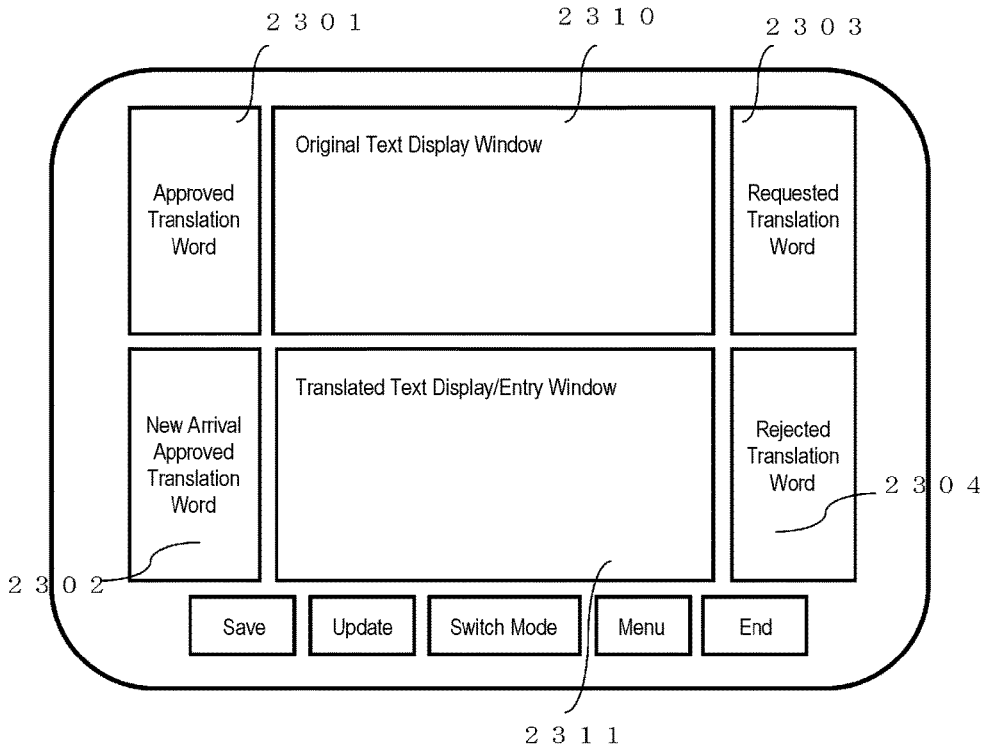 2301
2310
2303
Approved
Translation
Word
Original Text Display Window
Requested
Translation
Word
New Arrival
Approved
Translation
Word
Translated Text Display/Entry Window
Rejected
Translation
Word
2304
2302
Save
Update
Switch Mode
Menu
End
2311